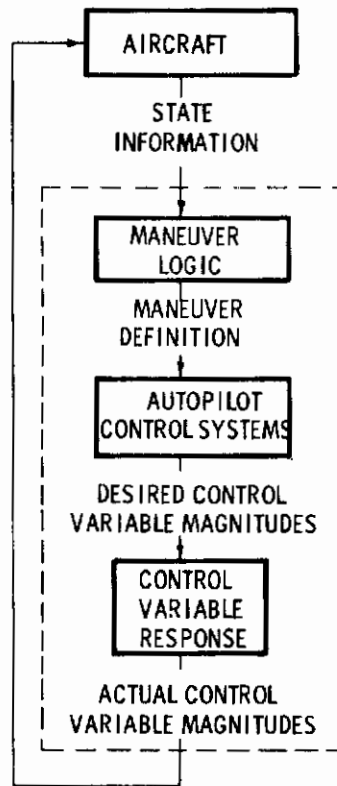 AIRCRAFT
STATE
INFORMATION
MANEUVER
LOGIC
MANEUVER
DEFINITION
AUTOPILOT
CONTROL SYSTEMS
DESIRED CONTROL
VARIABLE MAGNITUDES
CONTROL
VARIABLE
RESPONSE
ACTUAL CONTROL
VARIABLE MAGNITUDES